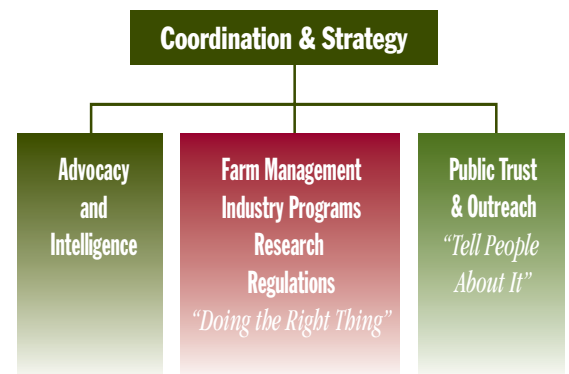 Coordination & Strategy
Advocacy
and
Intelligence
Farm Management
Industry Programs
Research
Regulations
“Doing the Right Thing”
Public Trust
& Outreach
“Tell People
About It”